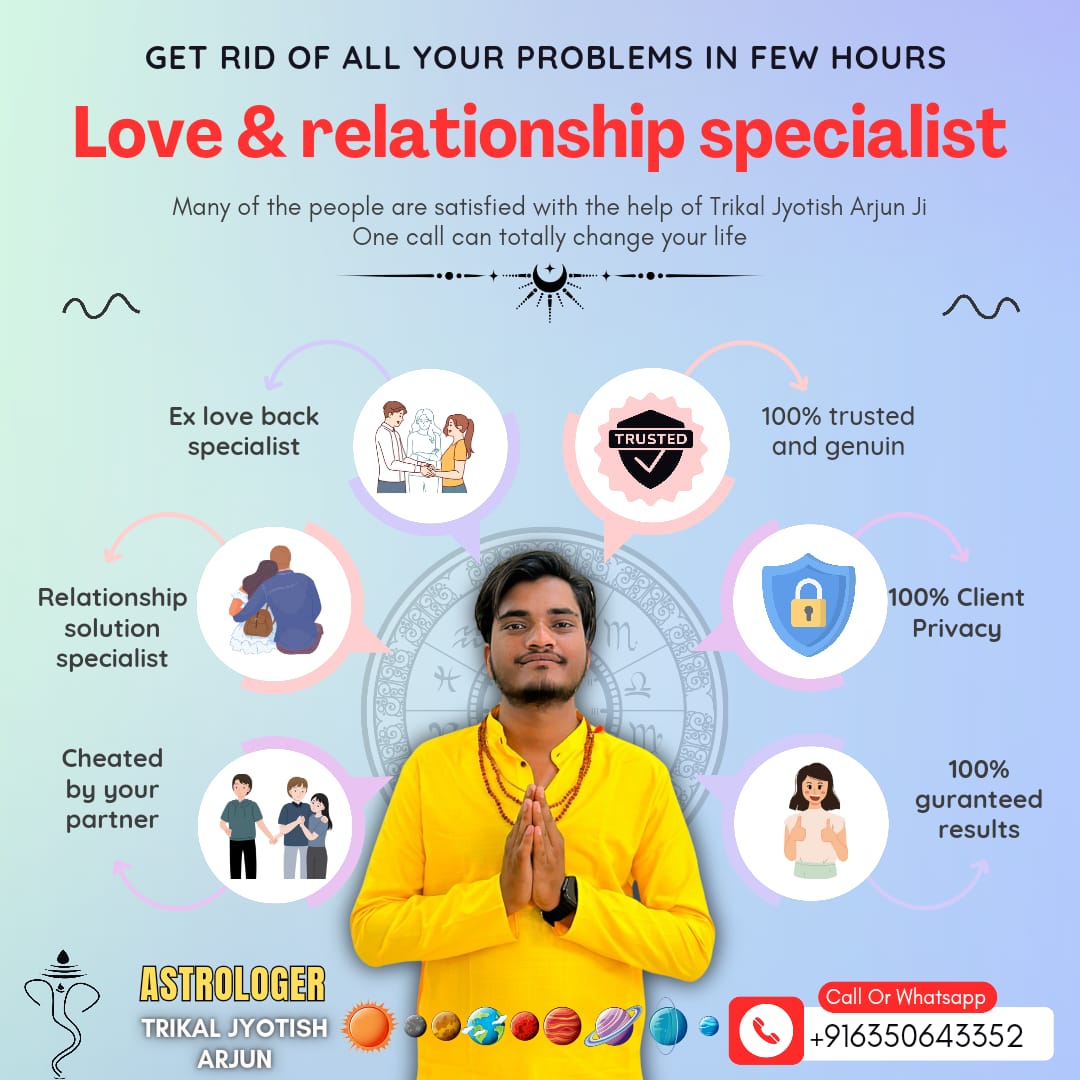 GET RID OF ALL YOUR PROBLEMS IN FEW HOURS
Love & relationship specialist
Many of the people are satisfied with the help of Trikal Jyotish Arjun Ji
One call can totally change your life
Ex love back
specialist
TRUSTED
100% trusted
and genuin
Relationship
solution
specialist
100% Client
Privacy
Cheated
by your
partner
100%
guranteed
results
ASTROLOGER
TRIKAL JYOTISH
ARJUN
Call Or Whatsapp
+916350643352